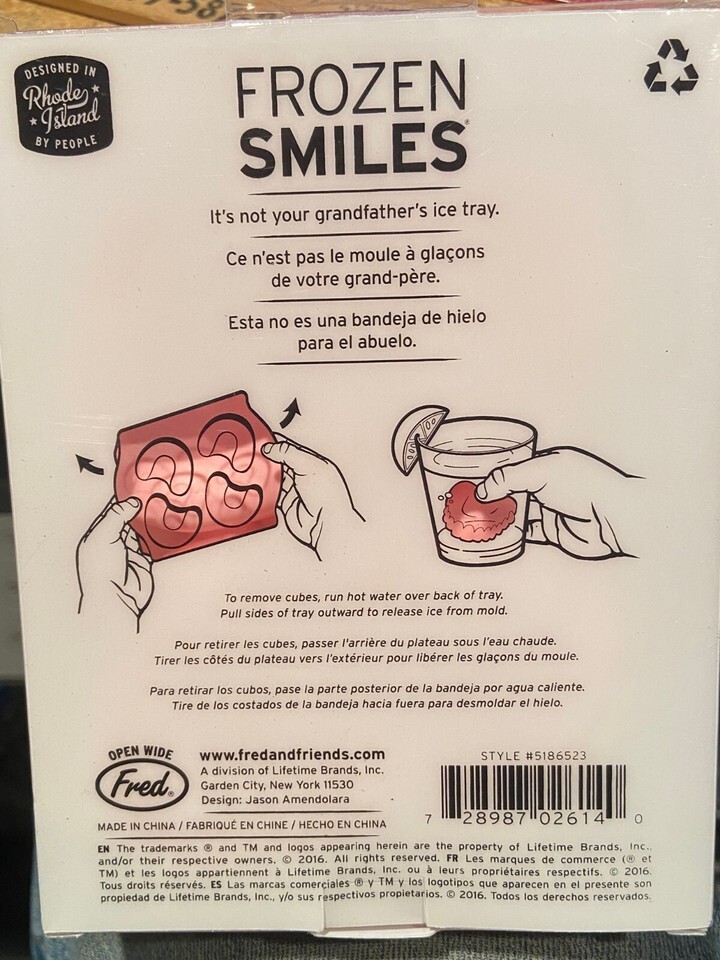 DESIGNED IN
Rhode
Island
BY PEOPLE
FROZEN
SMILES®
It's not your grandfather's ice tray.
Ce n'est pas le moule à glaçons
de votre grand-père.
Esta no es una bandeja de hielo
para el abuelo.
To remove cubes, run hot water over back of tray.
Pull sides of tray outward to release ice from mold.
Pour retirer les cubes, passer l'arrière du plateau sous l'eau chaude.
Tirer les côtés du plateau vers l'extérieur pour libérer les glaçons du moule.
Para retirar los cubos, pase la parte posterior de la bandeja por agua caliente.
Tire de los costados de la bandeja hacia fuera para desmoldar el hielo.
OPEN WIDE
Fred®
www.fredandfriends.com
A division of Lifetime Brands, Inc.
Garden City, New York 11530
Design: Jason Amendolara
MADE IN CHINA / FABRIQUÉ EN CHINE / HECHO EN CHINA
STYLE #5186523
7 28987 02614 0
EN The trademarks ® and TM and logos appearing herein are the property of Lifetime Brands, Inc.,
and/or their respective owners. © 2016. All rights reserved. FR Les marques de commerce (® et
TM) et les logos appartiennent à Lifetime Brands, Inc. ou à leurs propriétaires respectifs. © 2016.
Tous droits réservés. ES Las marcas comerciales ® y TM y los logotipos que aparecen en el presente son
propiedad de Lifetime Brands, Inc., y/o sus respectivos propietarios. © 2016. Todos los derechos reservados.